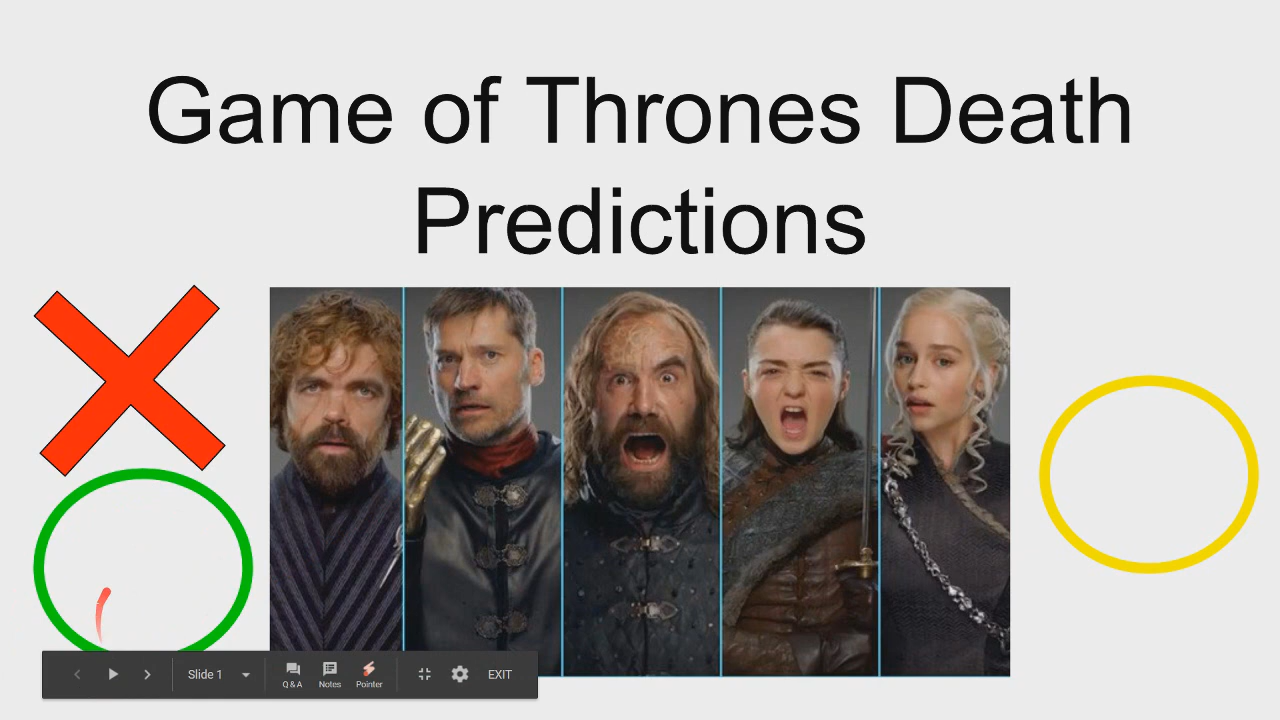 Game of Thrones Death
Predictions
Slide 1
Q & A
Notes
Pointer
EXIT